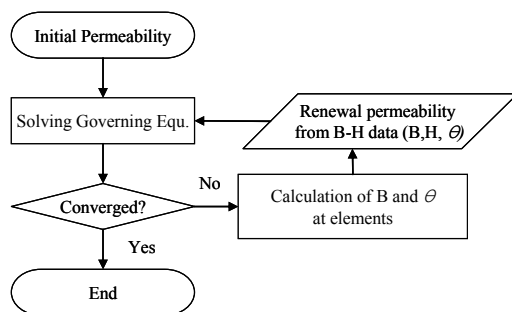 Initial Permeability
Solving Governing Equ.
Renewal permeability
from B-H data (B,H, θ)
Converged?
No
Calculation of B and θ
at elements
Yes
End